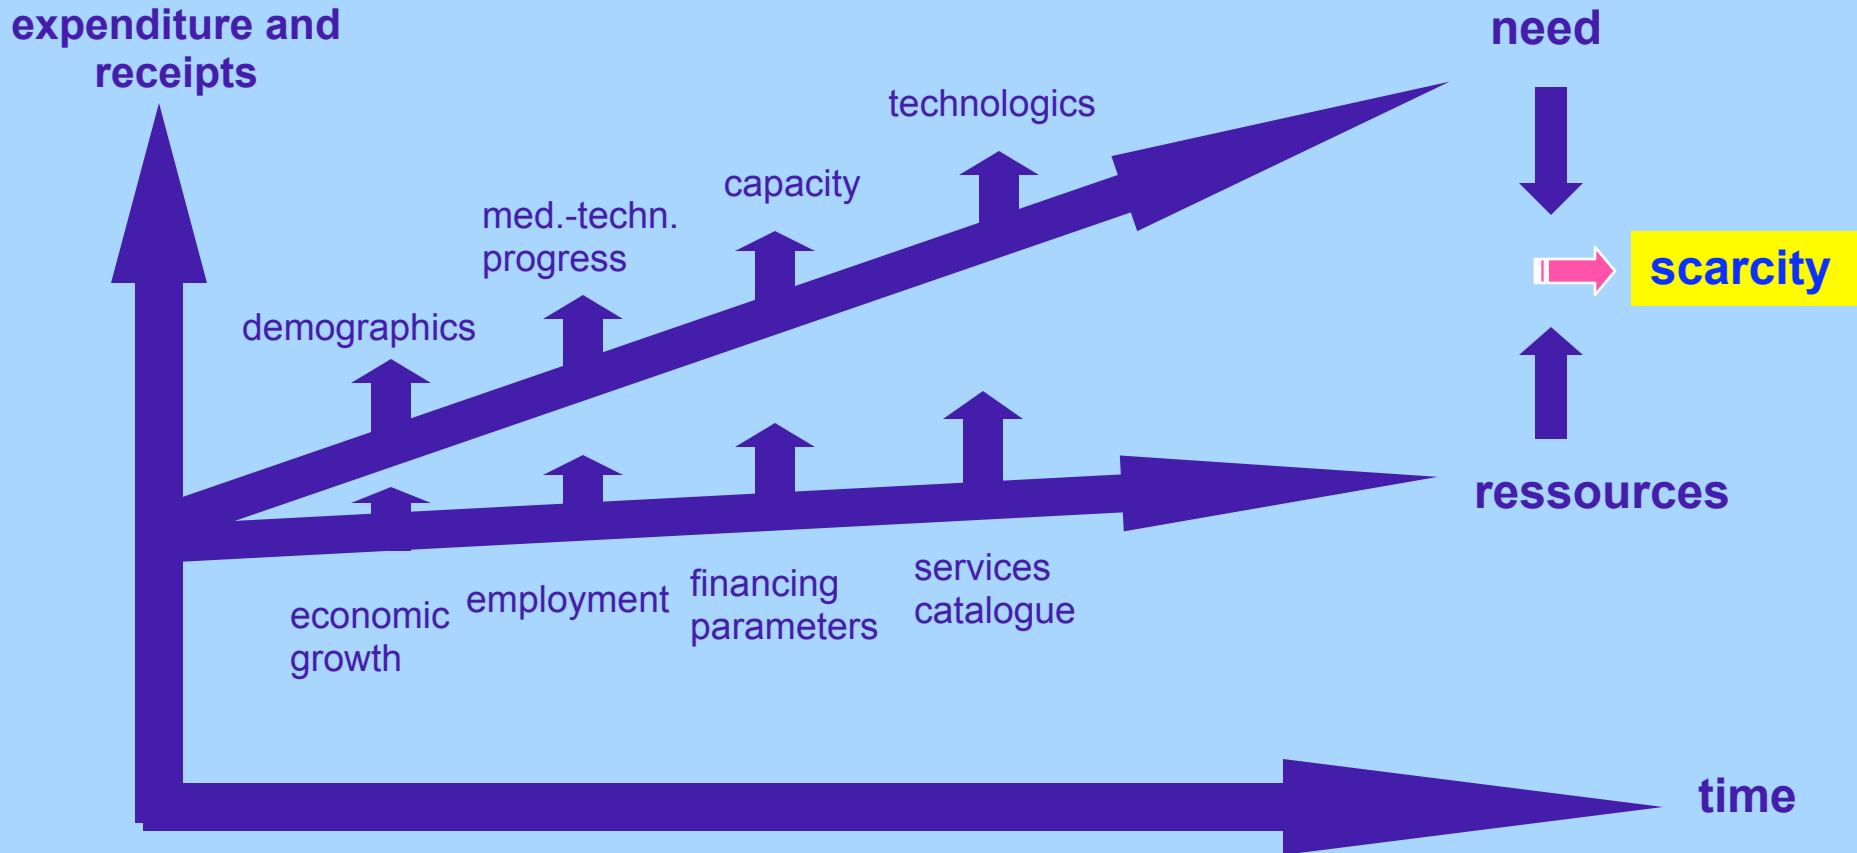 expenditure and
receipts
need
technologics
capacity
med.-techn.
progress
scarcity
demographics
ressources
economic
growth
employment
financing
parameters
services
catalogue
time